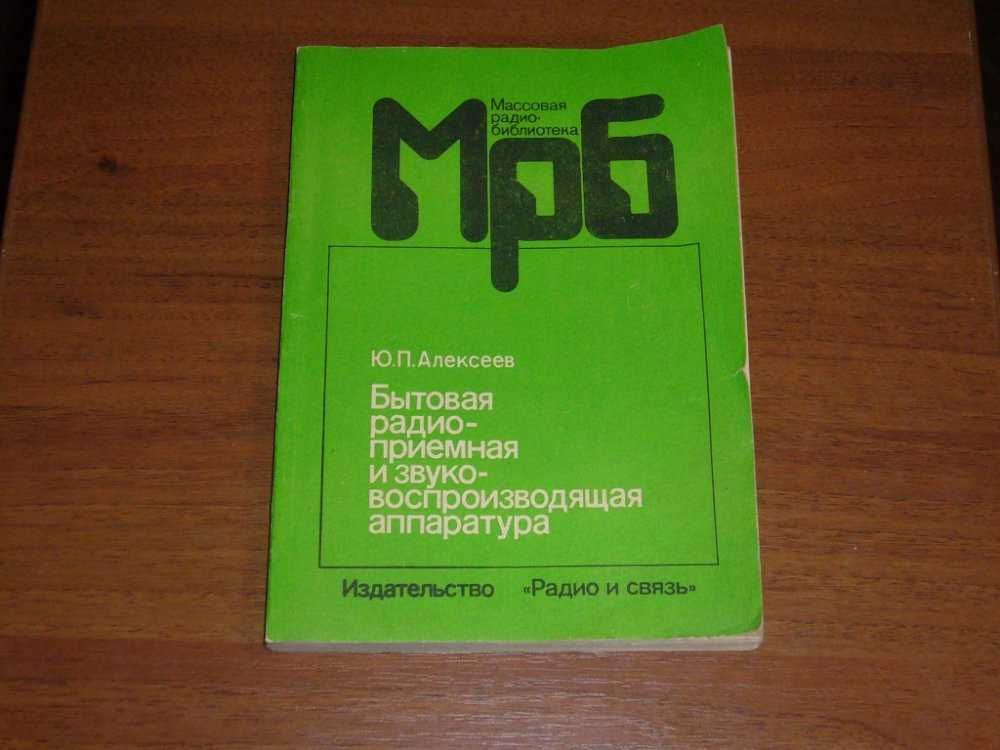 Массовая
радио-
библиотека
Мрб
Ю.П.Алексеев
Бытовая
радио-
приемная
и звуко-
воспроизводящая
аппаратура
Издательство «Радио и связь»